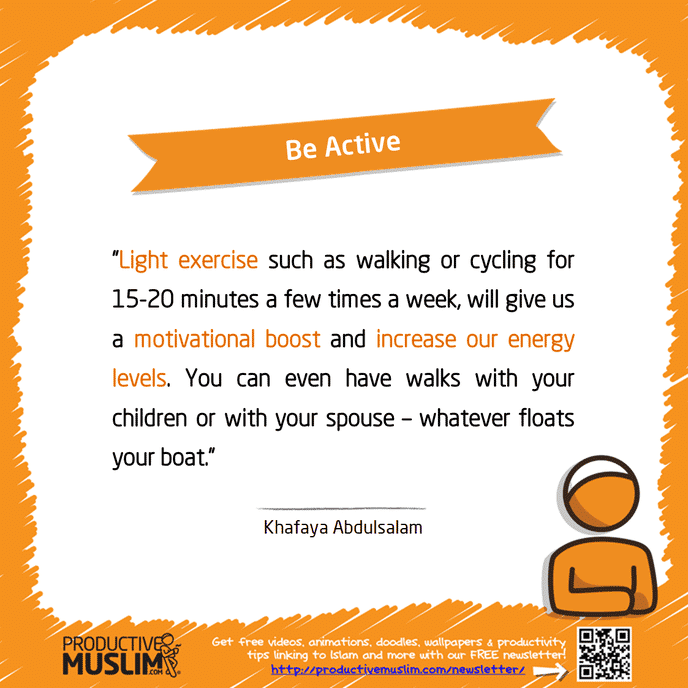 Be Active
"Light exercise such as walking or cycling for
15-20 minutes a few times a week, will give us
a motivational boost and increase our energy
levels. You can even have walks with your
children or with your spouse – whatever floats
your boat."
Khafaya Abdulsalam
PRODUCTIVE
MUSLIM.COM
Get free videos, animations, doodles, wallpapers & productivity
tips linking to Islam and more with our FREE newsletter!
http://productivemuslim.com/newsletter/